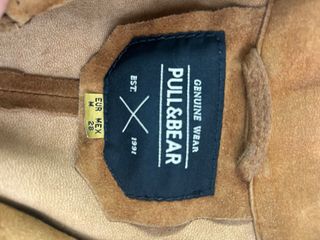 GENUINE WEAR
PULL&BEAR
EST.
1991
EUR MEX
M 28